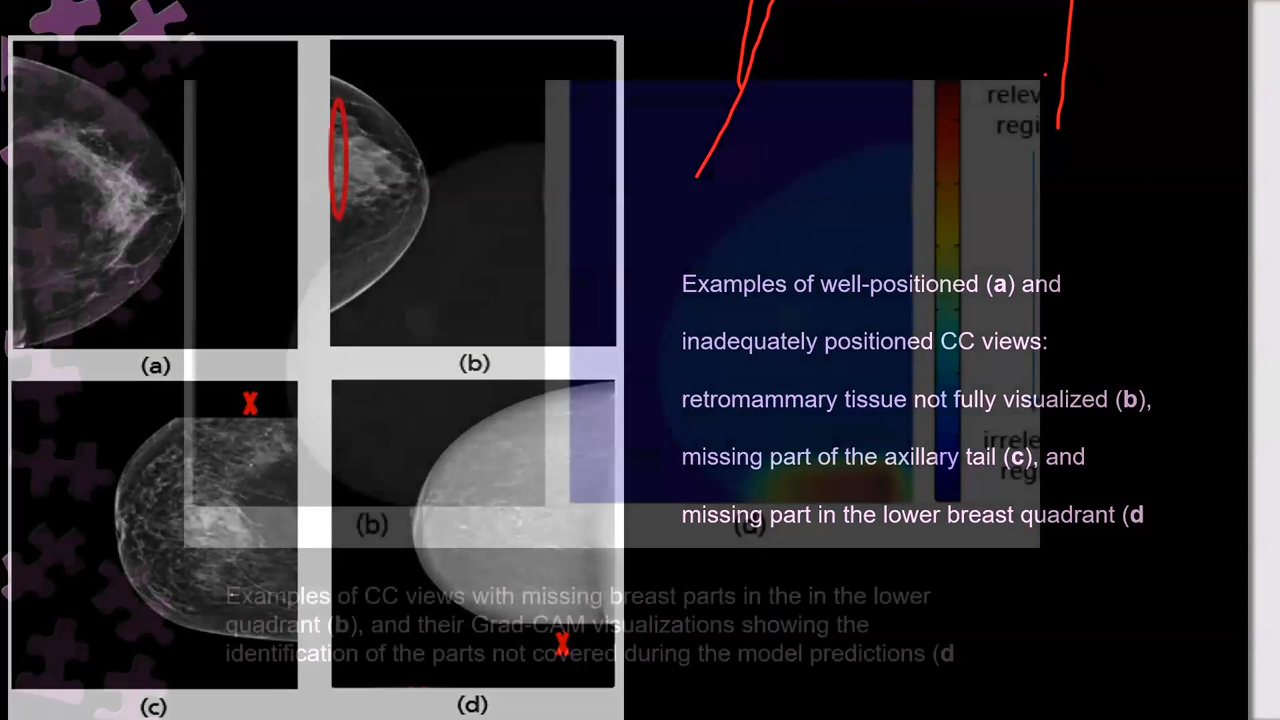 relev
regi
Examples of well-positioned (a) and
inadequately positioned CC views:
retromammary tissue not fully visualized (b),
missing part of the axillary tail (c), and
missing part in the lower breast quadrant (d
(a)
(b)
X
irrele
reg
(b)
(d)
Examples of CC views with missing breast parts in the in the lower
quadrant (b), and their Grad-CAM visualizations showing the
identification of the parts not covered during the model predictions (d
X
(c)
(d)